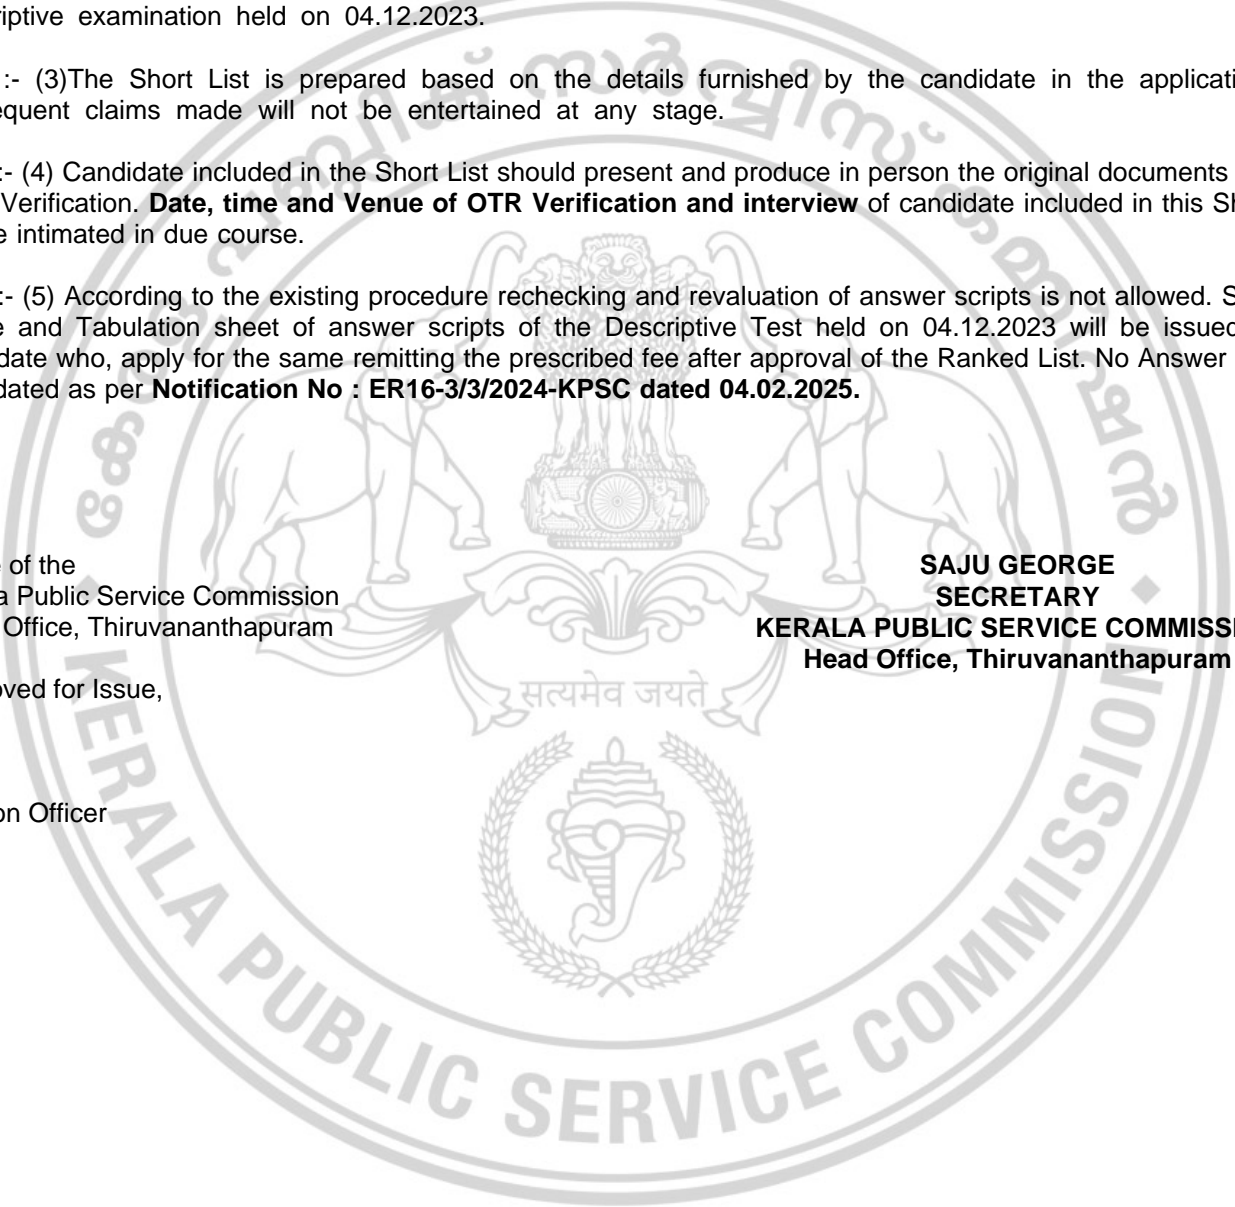 riptive examination held on 04.12.2023.
:- (3)The Short List is prepared based on the details furnished by the candidate in the applicati
equent claims made will not be entertained at any stage.
:- (4) Candidate included in the Short List should present and produce in person the original documents
Verification. Date, time and Venue of OTR Verification and interview of candidate included in this Sh
e intimated in due course.
:- (5) According to the existing procedure rechecking and revaluation of answer scripts is not allowed. S
e and Tabulation sheet of answer scripts of the Descriptive Test held on 04.12.2023 will be issued
date who, apply for the same remitting the prescribed fee after approval of the Ranked List. No Answer
dated as per Notification No : ER16-3/3/2024-KPSC dated 04.02.2025.
e of the
a Public Service Commission
Office, Thiruvananthapuram
SAJU GEORGE
SECRETARY
KERALA PUBLIC SERVICE COMMISSI
Head Office, Thiruvananthapuram
oved for Issue,
on Officer
കേരള പബ്ലിക് സർവ്വീസ് കമ്മീഷൻ
सत्यमेव जयते
KERALA PUBLIC SERVICE COMMISSION